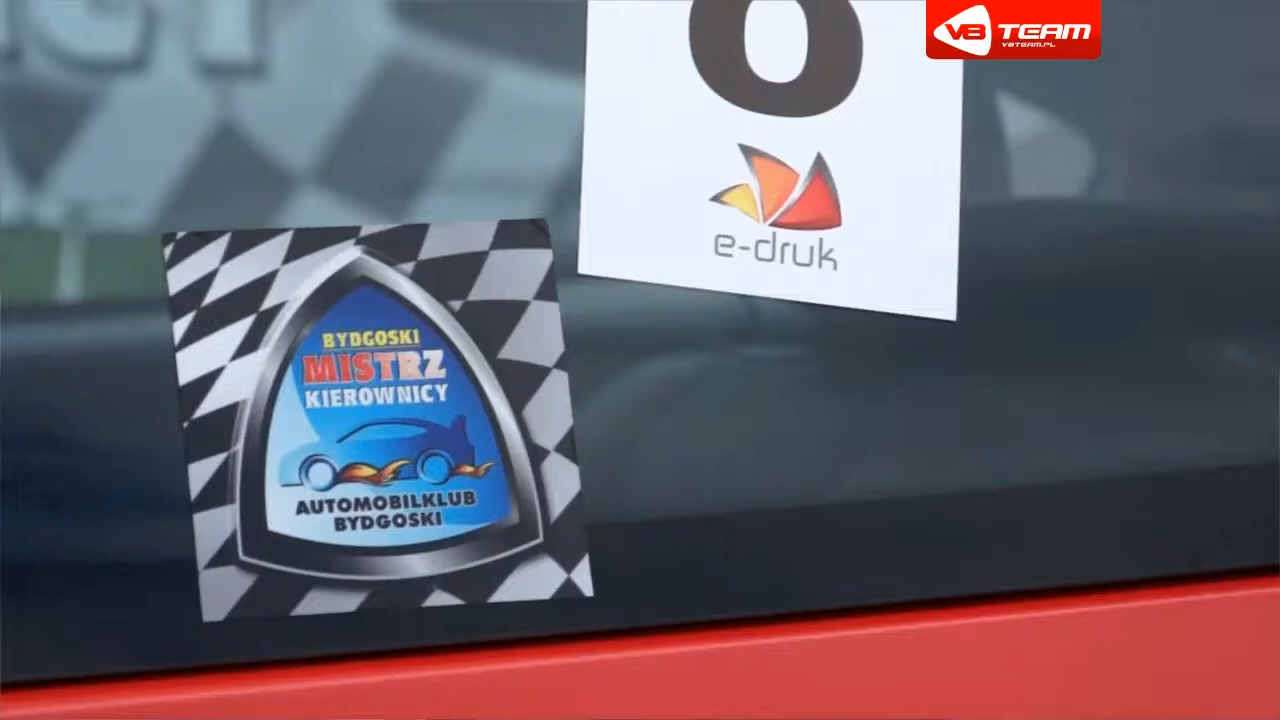 V8 TEAM
V8TEAM.PL
e-druk
BYDGOSKI
MISTRZ
KIEROWNICY
AUTOMOBILKLUB
BYDGOSKI